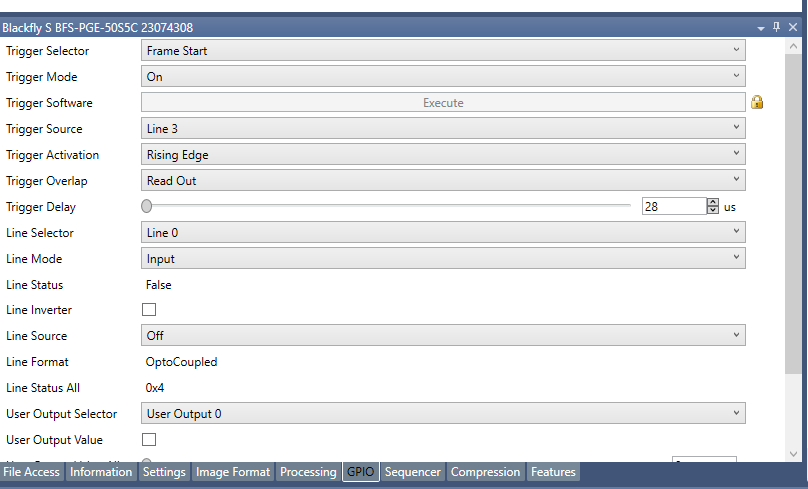 Blackfly S BFS-PGE-50S5C 23074308
Trigger Selector Frame Start
Trigger Mode On
Trigger Software Execute
Trigger Source Line 3
Trigger Activation Rising Edge
Trigger Overlap Read Out
Trigger Delay 28 us
Line Selector Line 0
Line Mode Input
Line Status False
Line Inverter
Line Source Off
Line Format OptoCoupled
Line Status All 0x4
User Output Selector User Output 0
User Output Value
File Access Information Settings Image Format Processing GPIO Sequencer Compression Features